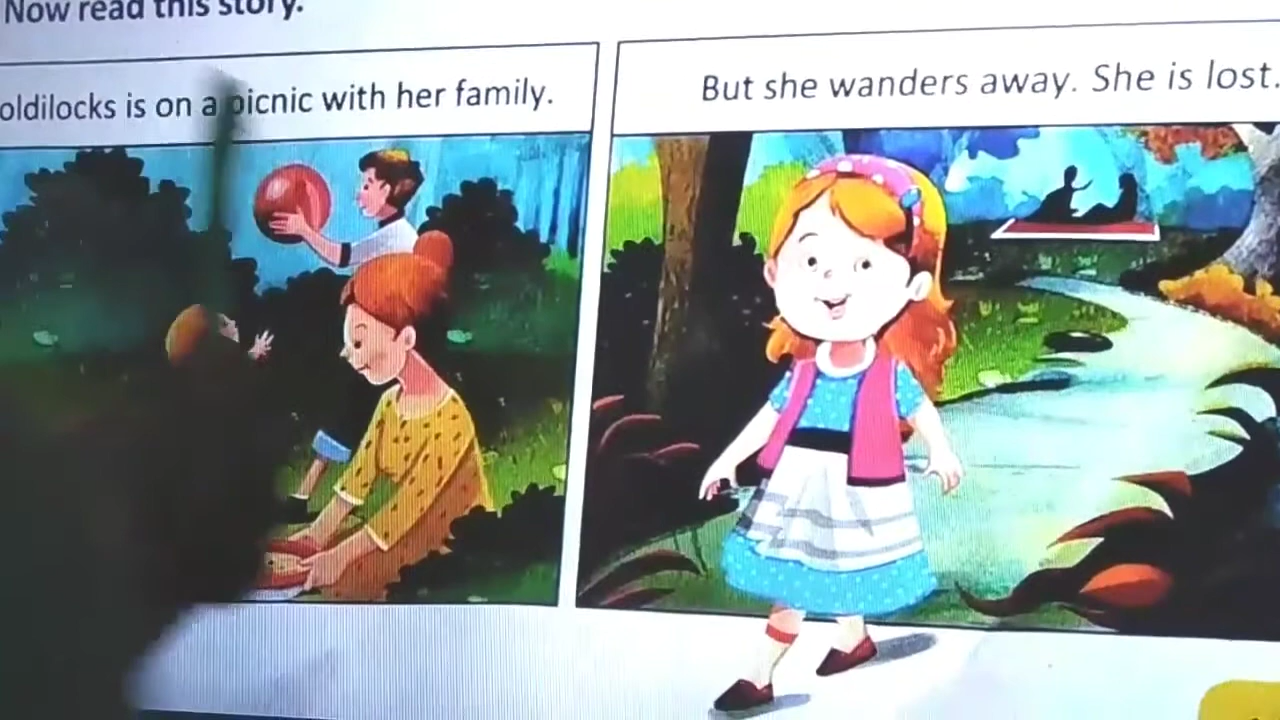 Now read this story.
oldilocks is on a picnic with her family.
But she wanders away. She is lost.